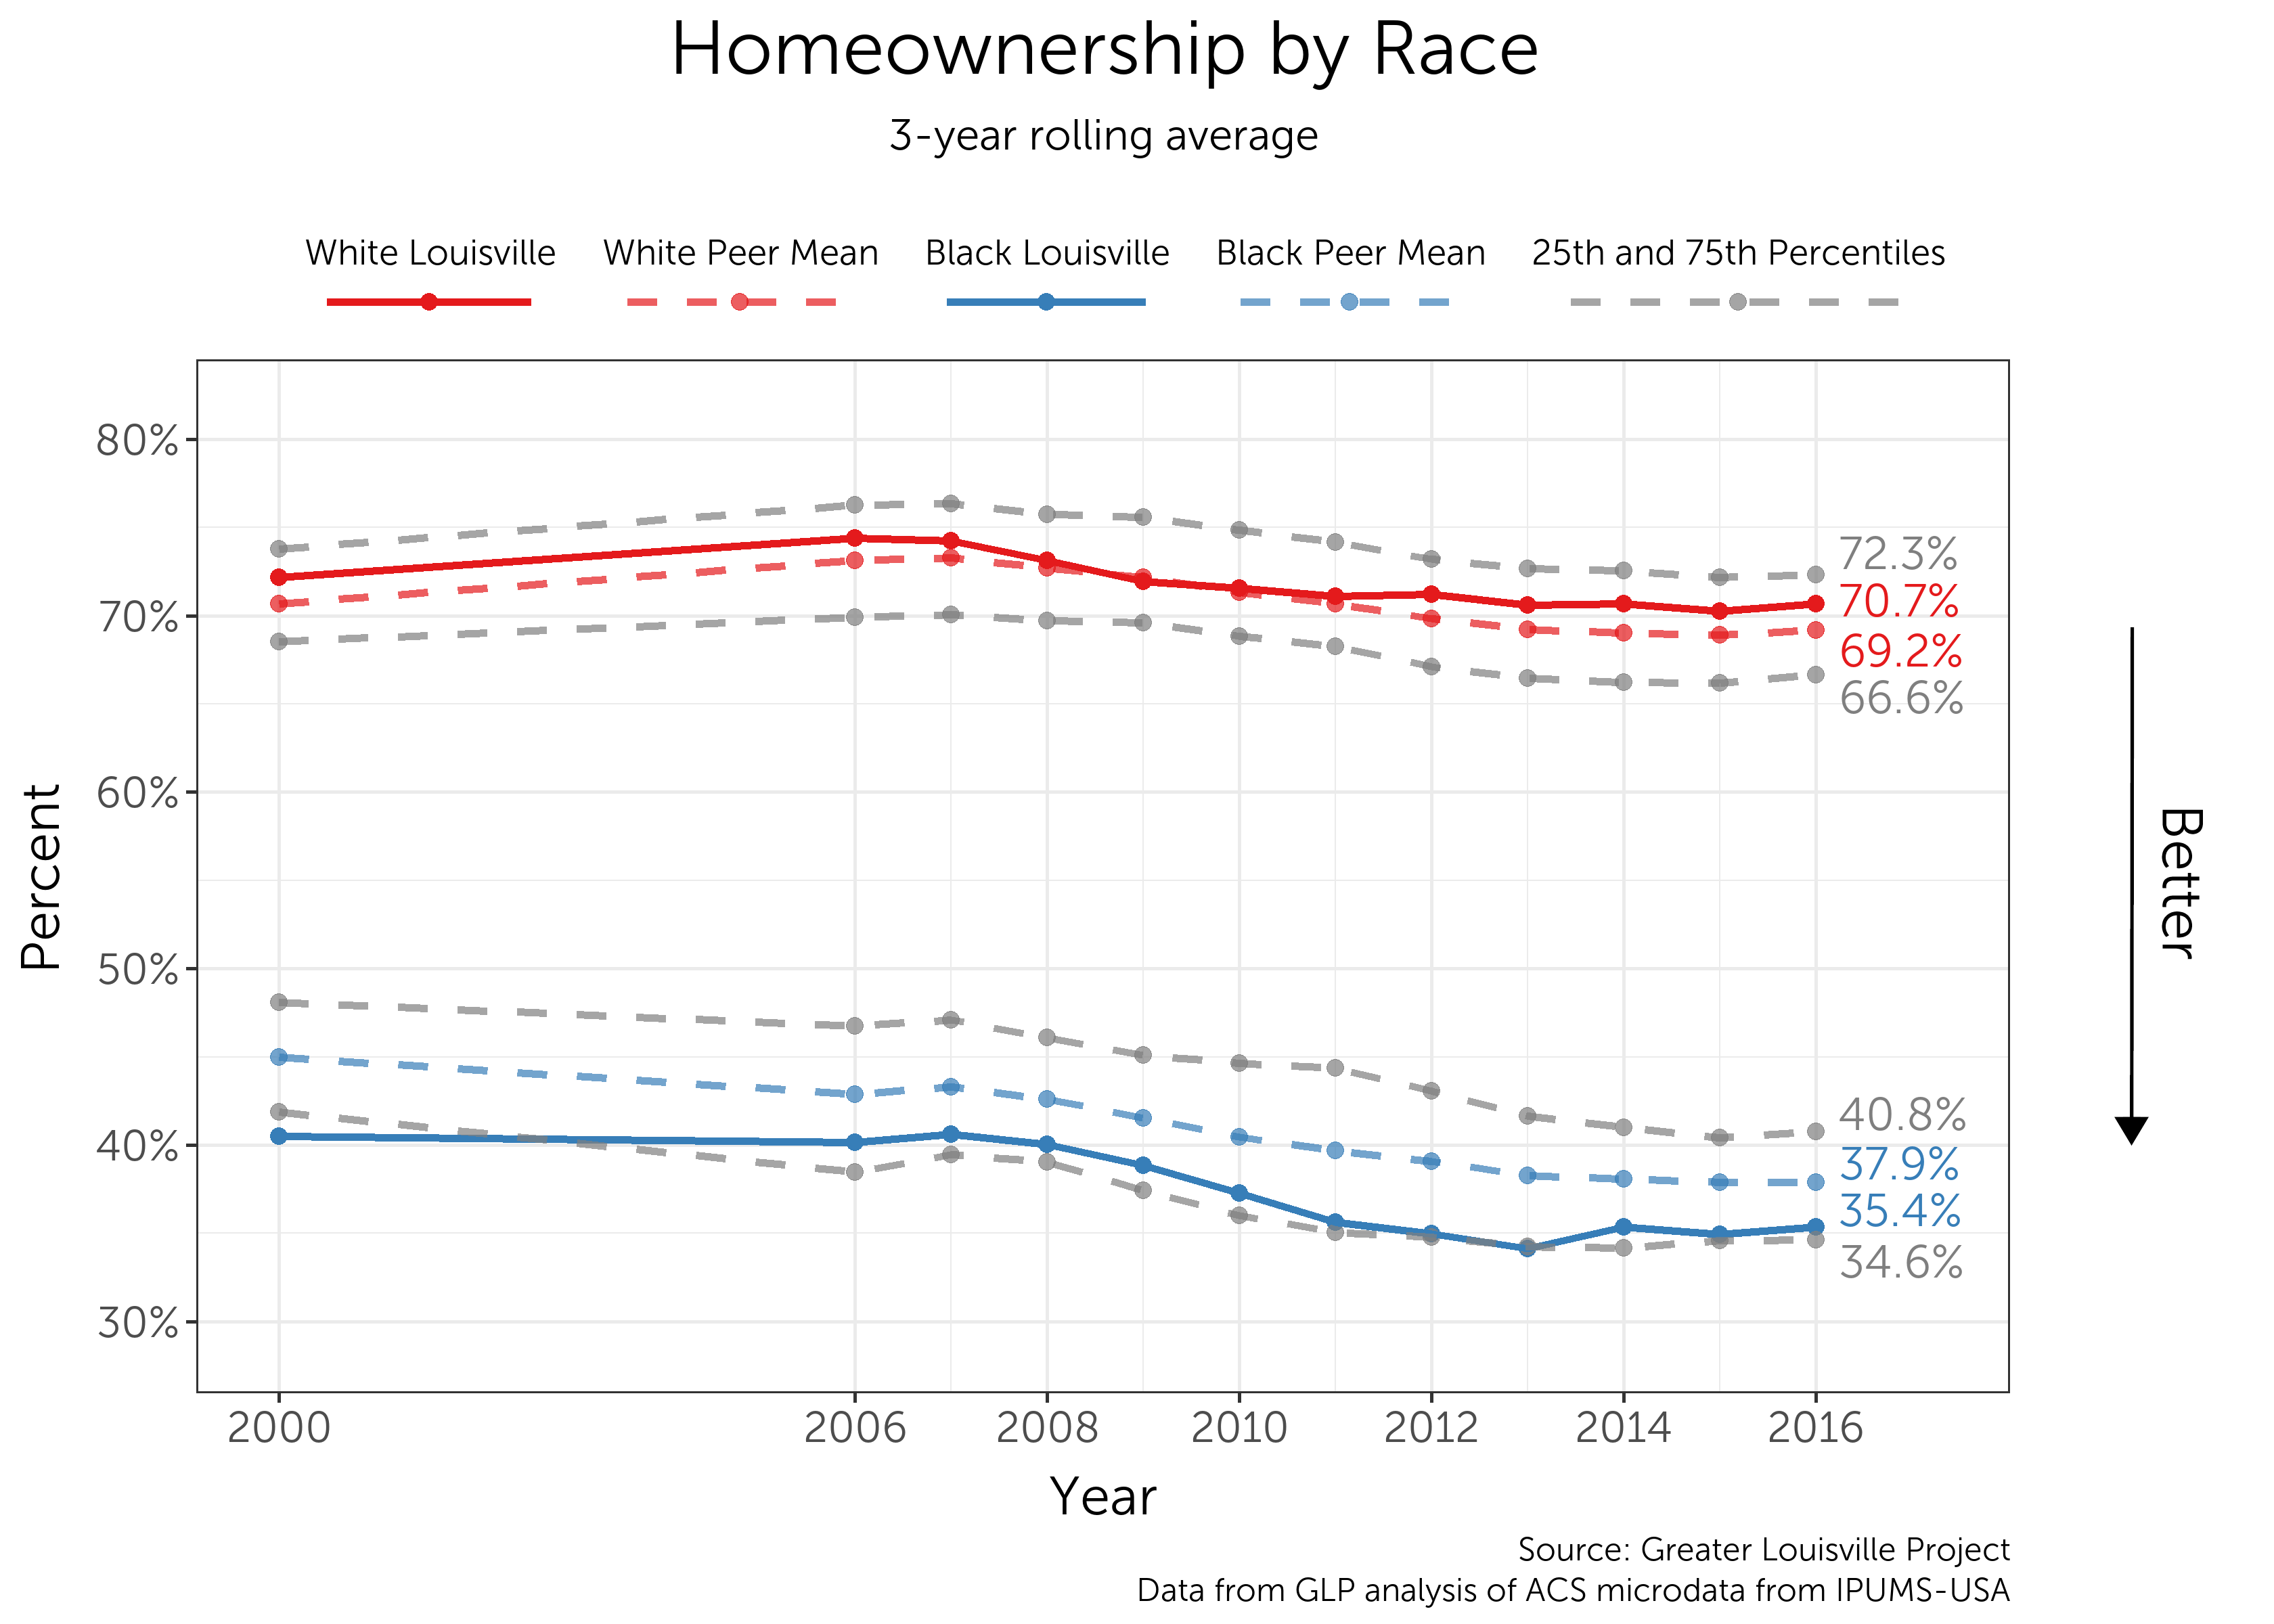 Homeownership by Race
3-year rolling average
White Louisville White Peer Mean Black Louisville Black Peer Mean 25th and 75th Percentiles
80%
70%
60%
50%
40%
30%
Percent
72.3%
70.7%
69.2%
66.6%
40.8%
37.9%
35.4%
34.6%
Better
2000 2006 2008 2010 2012 2014 2016
Year
Source: Greater Louisville Project
Data from GLP analysis of ACS microdata from IPUMS-USA